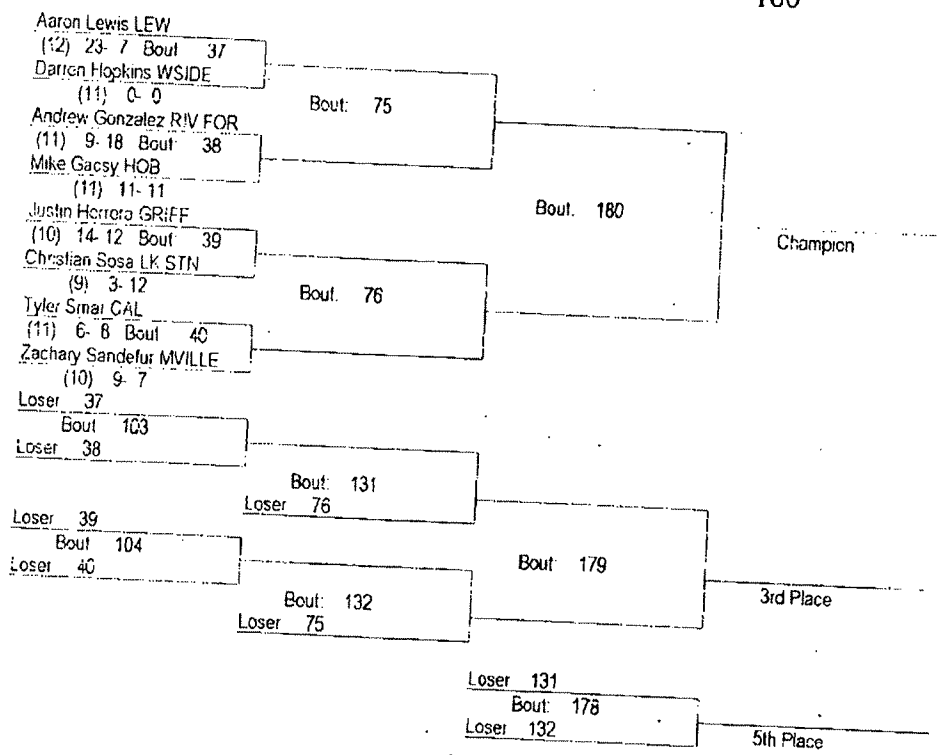 Aaron Lewis LEW
(12) 23- 7 Bout 37
Darren Hopkins WSIDE
(11) 0- 0
Bout: 75
Andrew Gonzalez RIV FOR
(11) 9-18 Bout: 38
Mike Gacsy HOB
(11) 11-11
Bout. 180
Champion
Justin Herrera GRIFF
(10) 14-12 Bout: 39
Christian Sosa LK STN
(9) 3-12
Bout. 76
Tyler Smar CAL
(11) 6- 8 Bout 40
Zachary Sandefur MVILLE
(10) 9- 7
Loser 37
Bout 103
Loser 38
Bout: 131
Loser 76
Loser 39
Bout 104
Loser 40
Bout: 179
3rd Place
Bout: 132
Loser 75
Loser 131
Bout: 178
Loser 132
5th Place